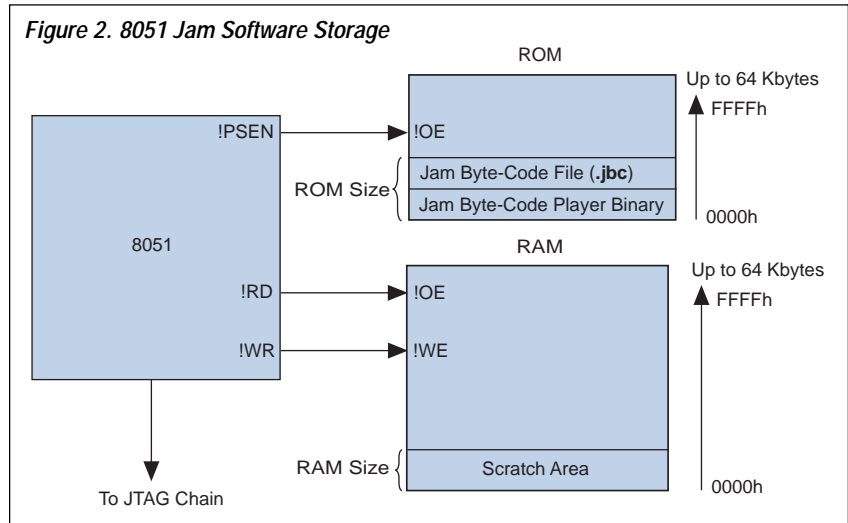 Figure 2. 8051 Jam Software Storage
ROM
Up to 64 Kbytes
FFFFh
!PSEN
!OE
Jam Byte-Code File (.jbc)
ROM Size
Jam Byte-Code Player Binary
0000h
8051
RAM
Up to 64 Kbytes
FFFFh
!RD
!OE
!WR
!WE
RAM Size
Scratch Area
0000h
To JTAG Chain